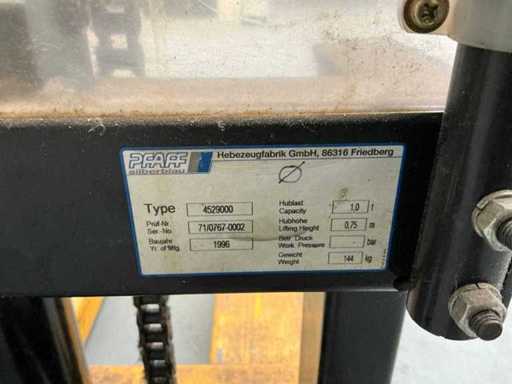 PFAFF
silberblau
Hebezeugfabrik GmbH, 86316 Friedberg
Type 4529000
Prüf-Nr.
Ser.-No. 71/0767-0002
Baujahr
Yr. of Mfg. 1996
Hublast
Capacity 1,0 t
Hubhöhe
Lifting Height 0,75 m
Betr. Druck
Work. Pressure - bar
Gewicht
Weight 144 kg